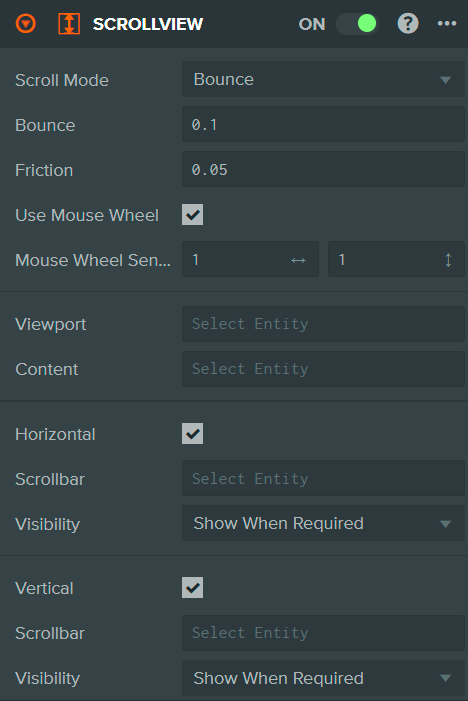 SCROLLVIEW ON ? •••
Scroll Mode Bounce
Bounce 0.1
Friction 0.05
Use Mouse Wheel
Mouse Wheel Sen... 1 1
Viewport Select Entity
Content Select Entity
Horizontal
Scrollbar Select Entity
Visibility Show When Required
Vertical
Scrollbar Select Entity
Visibility Show When Required